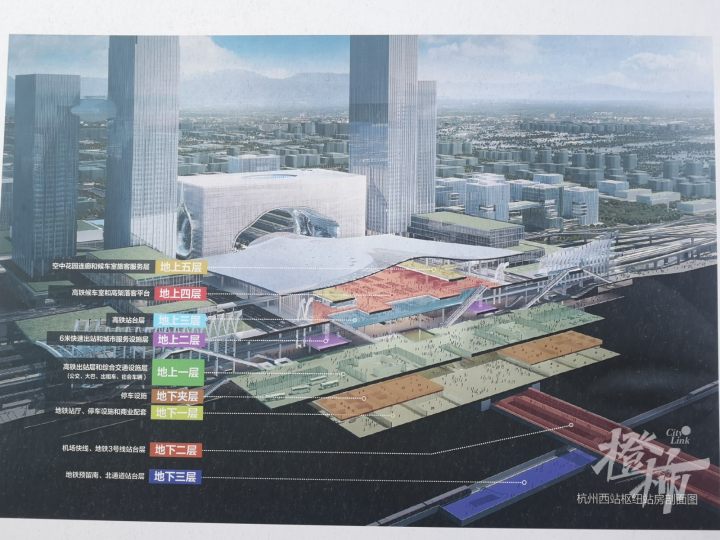 空中花园连廊和候车室旅客服务层 地上五层
高铁候车室和高架落客平台 地上四层
高铁站台层 地上三层
6米快速出站和城市服务设施层 地上二层
高铁出站层和综合交通设施层 地上一层
(公交、大巴、出租车、社会车辆)
停车设施 地下夹层
地铁站厅、停车设施和商业配套 地下一层
机场快线、地铁3号线站台层 地下二层
地铁预留南、北通道站台层 地下三层
City
Link
橙柿
杭州西站枢纽站房剖面图